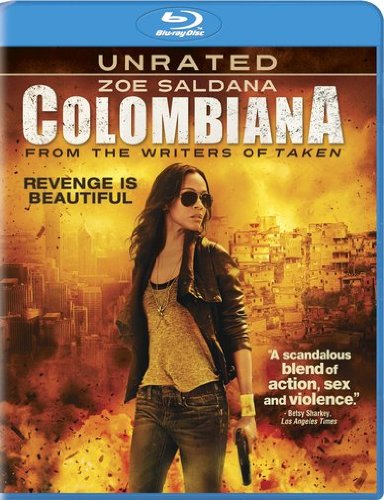 Blu-ray Disc
UNRATED
ZOE SALDANA
COLOMBIANA
FROM THE WRITERS OF TAKEN
REVENGE IS
BEAUTIFUL
"A scandalous
blend of
action, sex
and violence."
- Betsy Sharkey,
Los Angeles Times